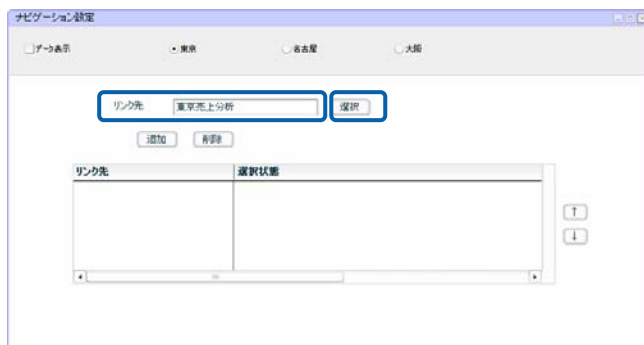 ナビゲーション設定
データ表示 東京 名古屋 大阪
リンク先 東京売上分析 選択
追加 削除
リンク先 選択状態
↑
↓